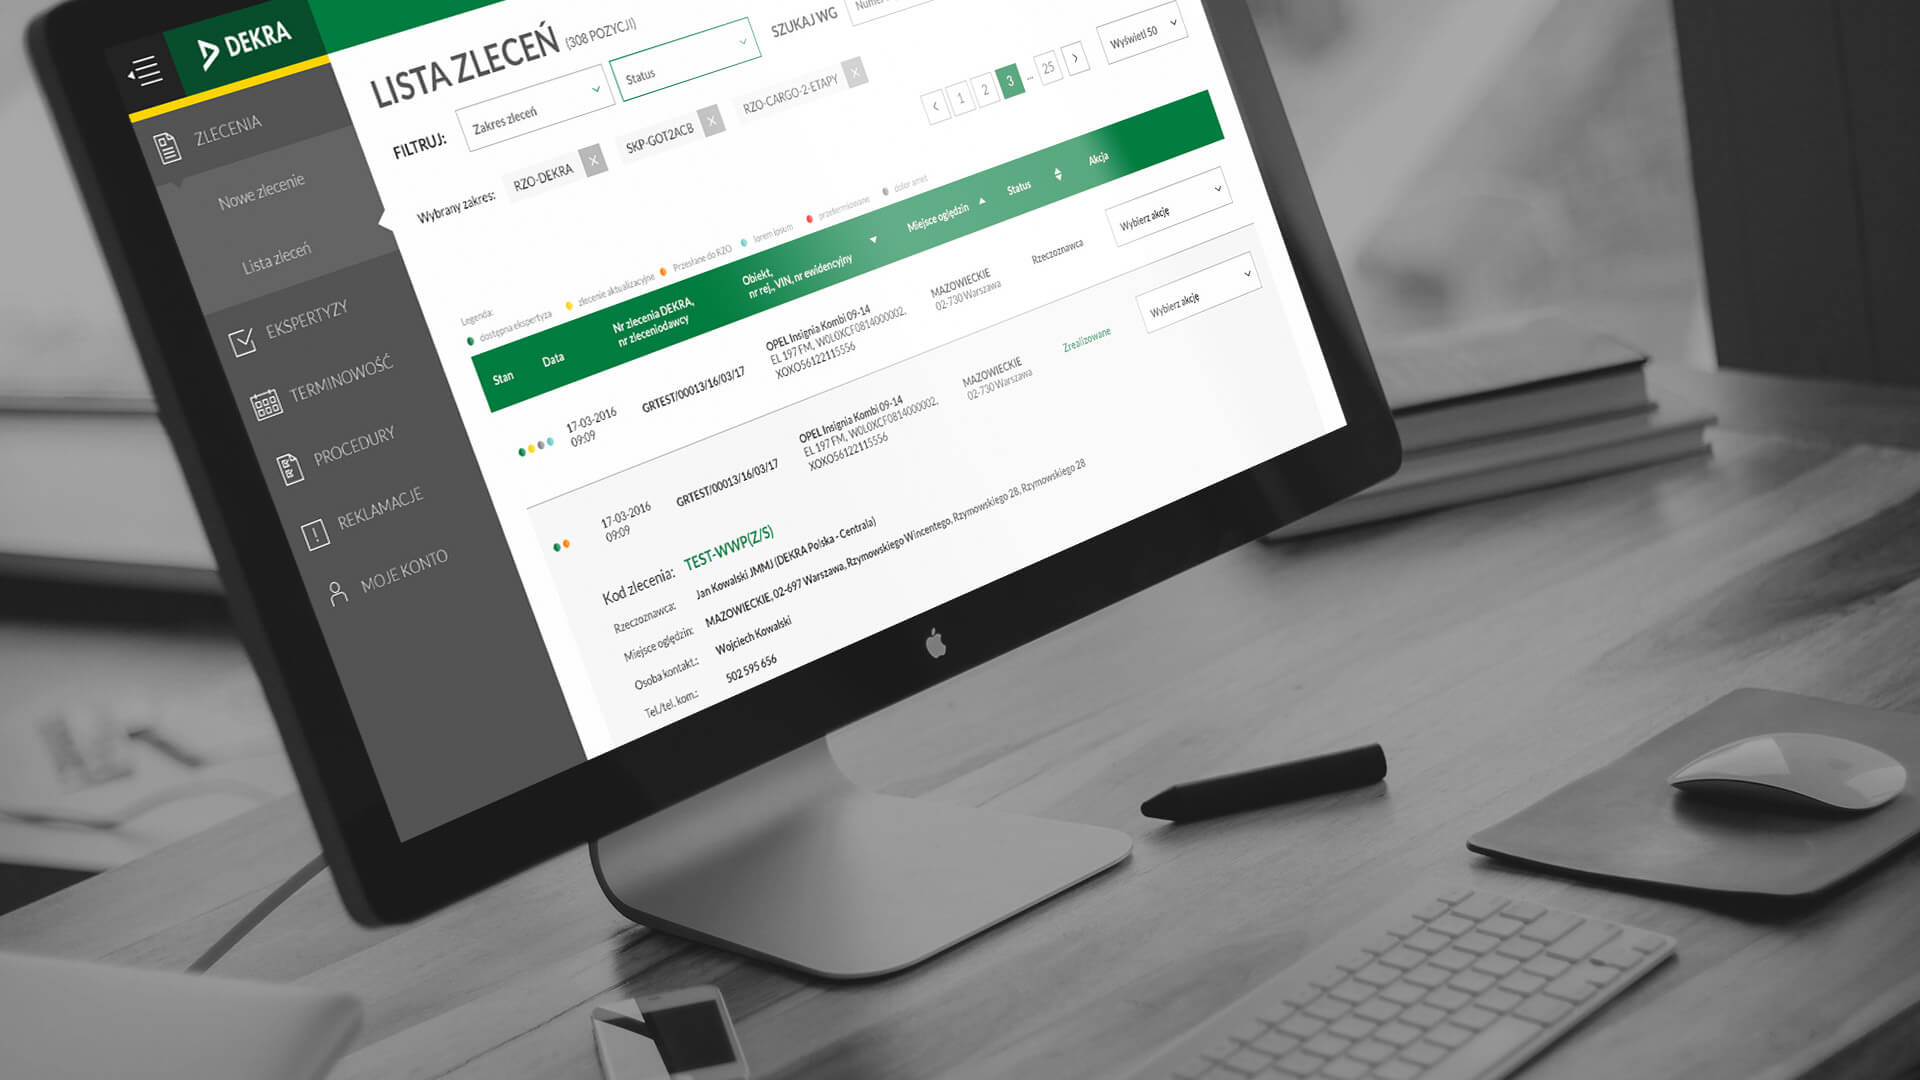 DEKRA
ZLECENIA
Nowe zlecenie
Lista zleceń
EKSPERTYZY
TERMINOWOŚĆ
PROCEDURY
REKLAMACJE
MOJE KONTO
LISTA ZLECEŃ (308 POZYCJI)
FILTRUJ: Zakres zleceń Status SZUKAJ WG
Wybrany zakres: RZO-DEKRA X SKP-GOT2ACB X RZO-CARGO-2-ETAPY X
< 1 2 3 ... 25 > Wyświetl 50
Legenda:
dostępna ekspertyza zlecenie aktualizacyjne Przesłane do RZO lorem losum przeterminowane dolor amet
Stan Data Nr zlecenia DEKRA, Obiekt, Miejsce oględzin Status Akcja
nr zleceniodawcy nr rej., VIN, nr ewidencyjny
17-03-2016 GRTEST/00013/16/03/17 OPEL Insignia Kombi 09-14 MAZOWIECKIE Rzeczoznawca Wybierz akcję
09:09 EL 197 FM, W0L0XCF0814000002, 02-730 Warszawa
XOXO56122115556
17-03-2016 GRTEST/00013/16/03/17 OPEL Insignia Kombi 09-14 MAZOWIECKIE Zrealizowane Wybierz akcję
09:09 EL 197 FM, W0L0XCF0814000002, 02-730 Warszawa
XOXO56122115556
Kod zlecenia: TEST-WWP(Z/S)
Rzeczoznawca: Jan Kowalski JMMJ (DEKRA Polska - Centrala)
Miejsce oględzin: MAZOWIECKIE, 02-697 Warszawa, Rzymowskiego Wincentego, Rzymowskiego 28, Rzymowskiego 28
Osoba kontakt.: Wojciech Kowalski
Tel./tel. kom.: 502 595 656